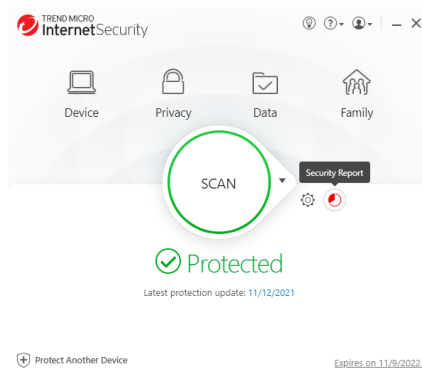 TREND MICRO
InternetSecurity
Device
Privacy
Data
Family
SCAN
Security Report
Protected
Latest protection update: 11/12/2021
Protect Another Device
Expires on 11/9/2022